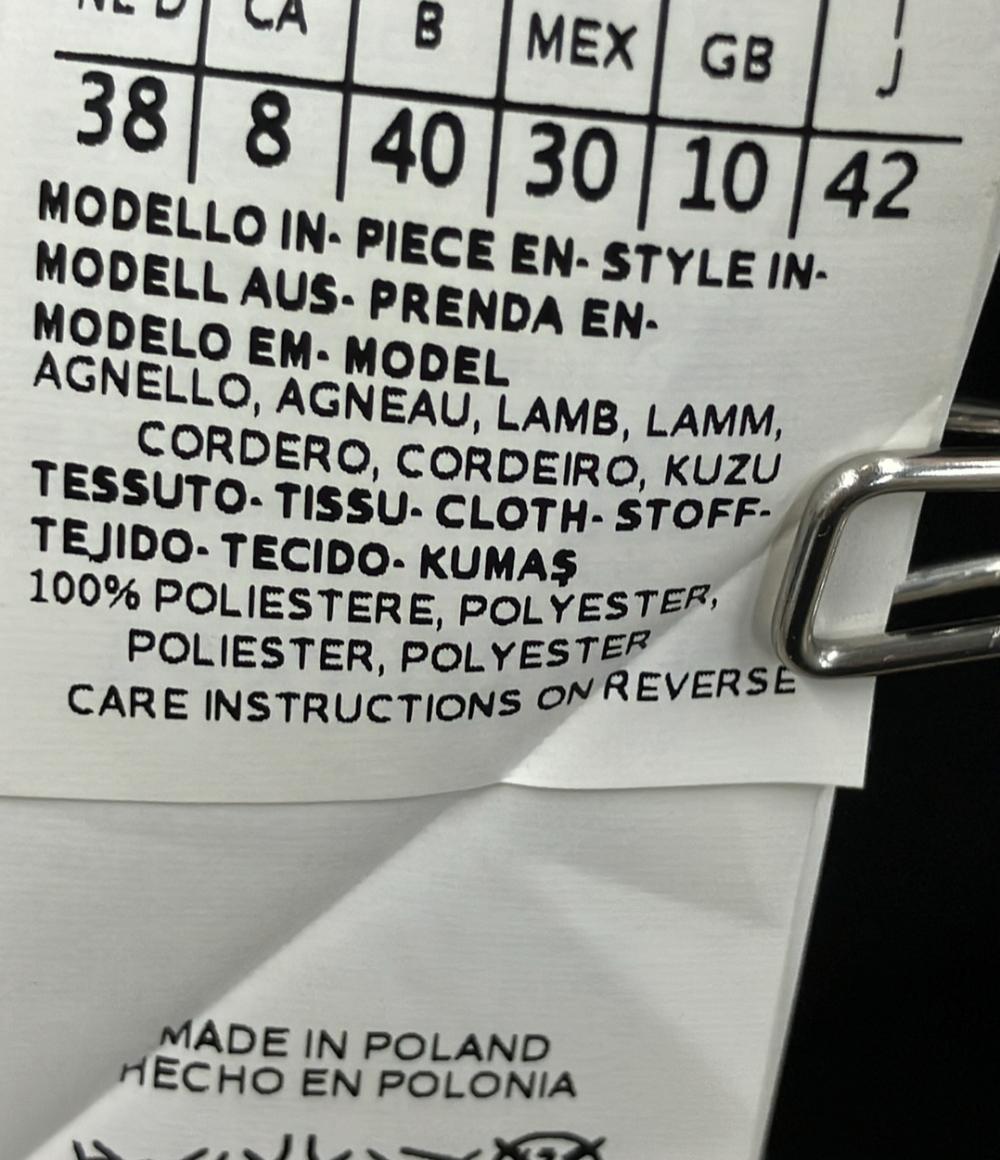 CA B MEX GB J
38 8 40 30 10 42
MODELLO IN- PIECE EN- STYLE IN-
MODELL AUS- PRENDA EN-
MODELO EM- MODEL
AGNELLO, AGNEAU, LAMB, LAMM,
CORDERO, CORDEIRO, KUZU
TESSUTO- TISSU- CLOTH- STOFF-
TEJIDO- TECIDO- KUMAŞ
100% POLIESTERE, POLYESTER,
POLIESTER, POLYESTER
CARE INSTRUCTIONS ON REVERSE
MADE IN POLAND
HECHO EN POLONIA